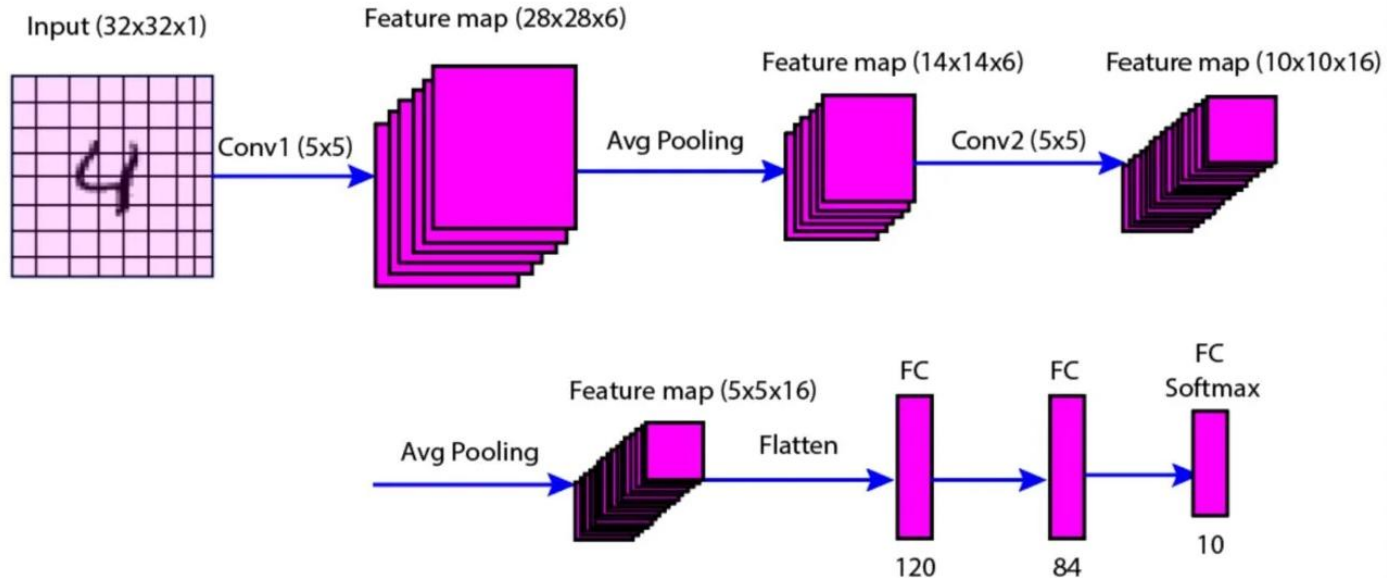 Input (32x32x1)
Feature map (28x28x6)
Feature map (14x14x6)
Feature map (10x10x16)
4
Conv1 (5x5)
Avg Pooling
Conv2 (5x5)
Avg Pooling
Feature map (5x5x16)
Flatten
FC
120
FC
84
FC
Softmax
10